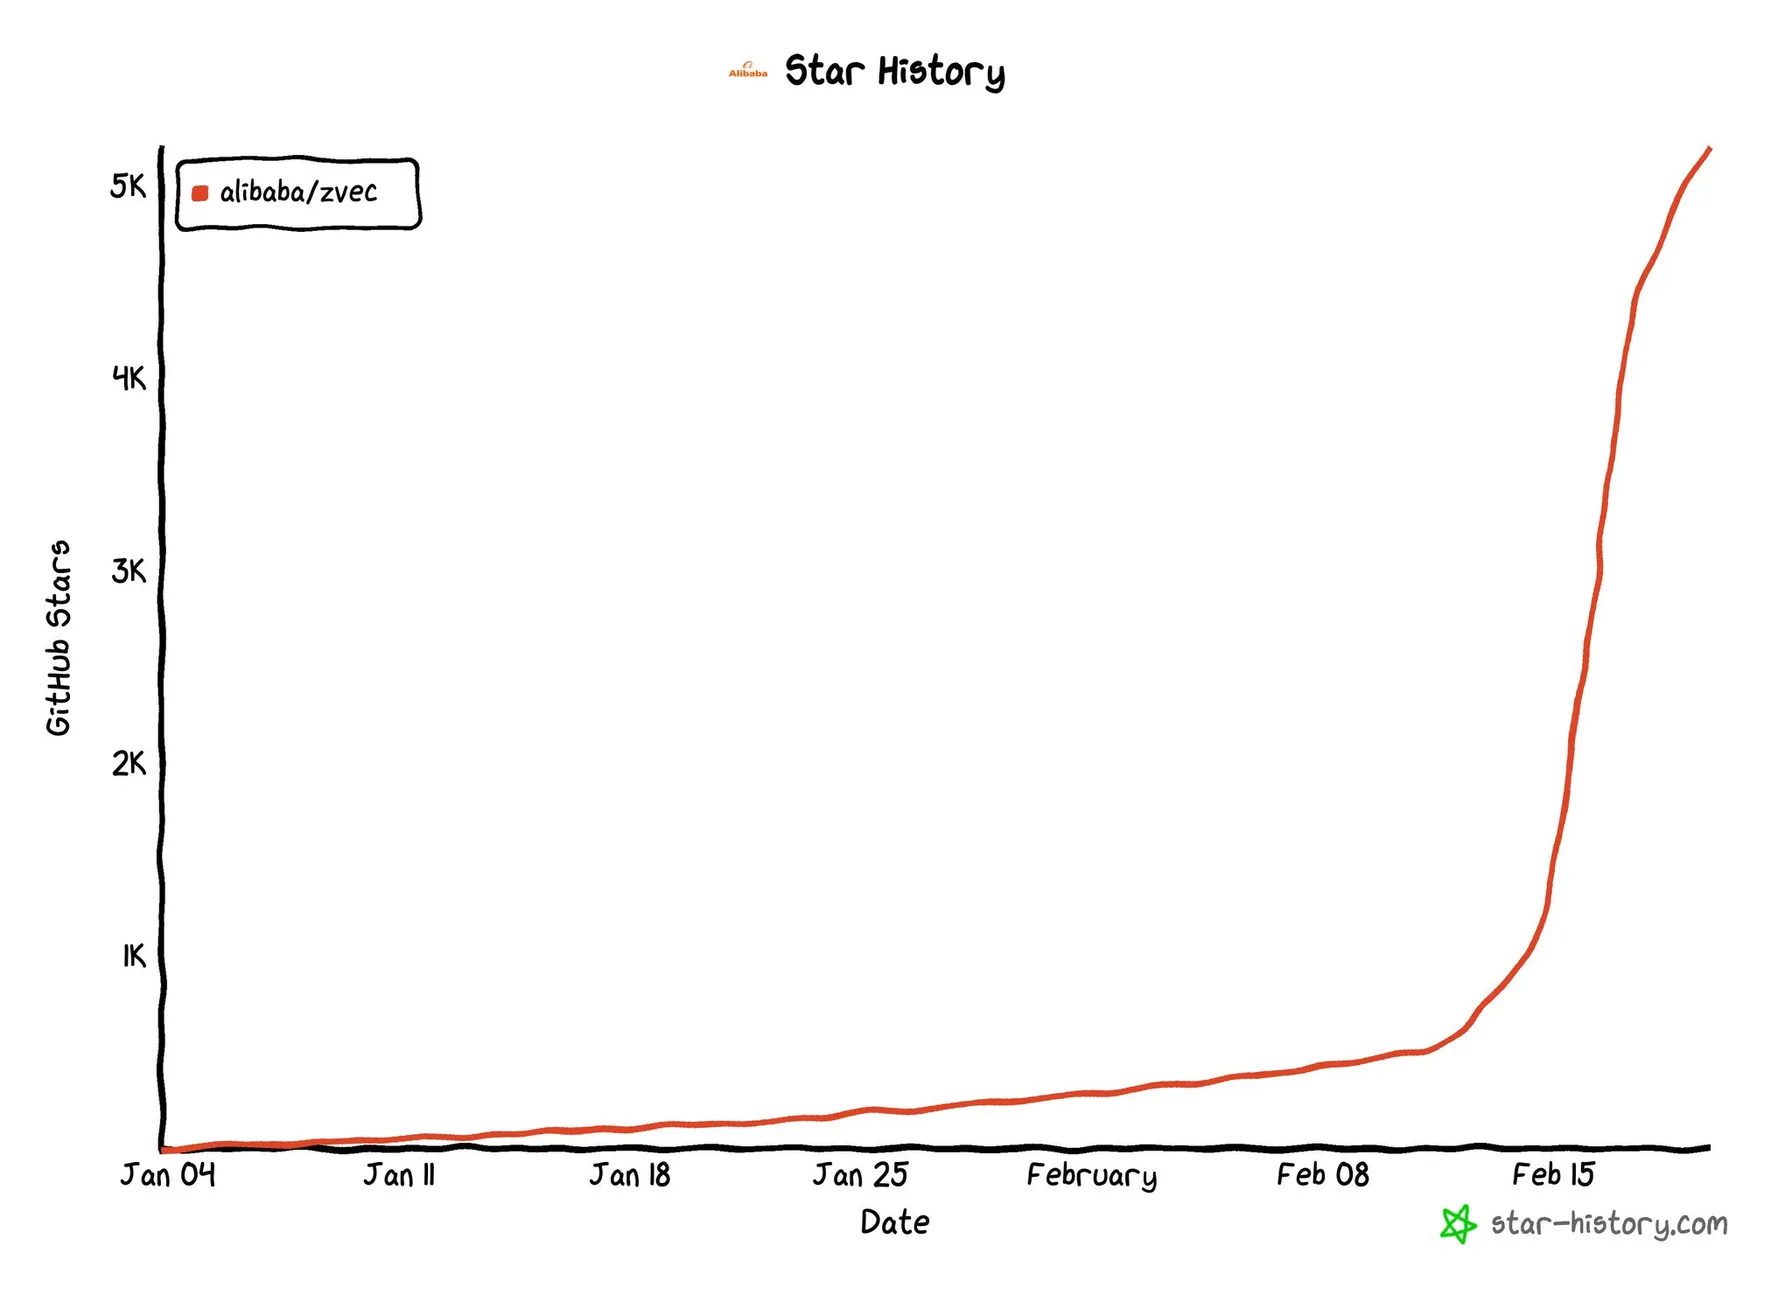 Alibaba Star History
alibaba/zvec
5K
4K
3K
2K
1K
GitHub Stars
Jan 04 Jan 11 Jan 18 Jan 25 February Feb 08 Feb 15
Date
star-history.com